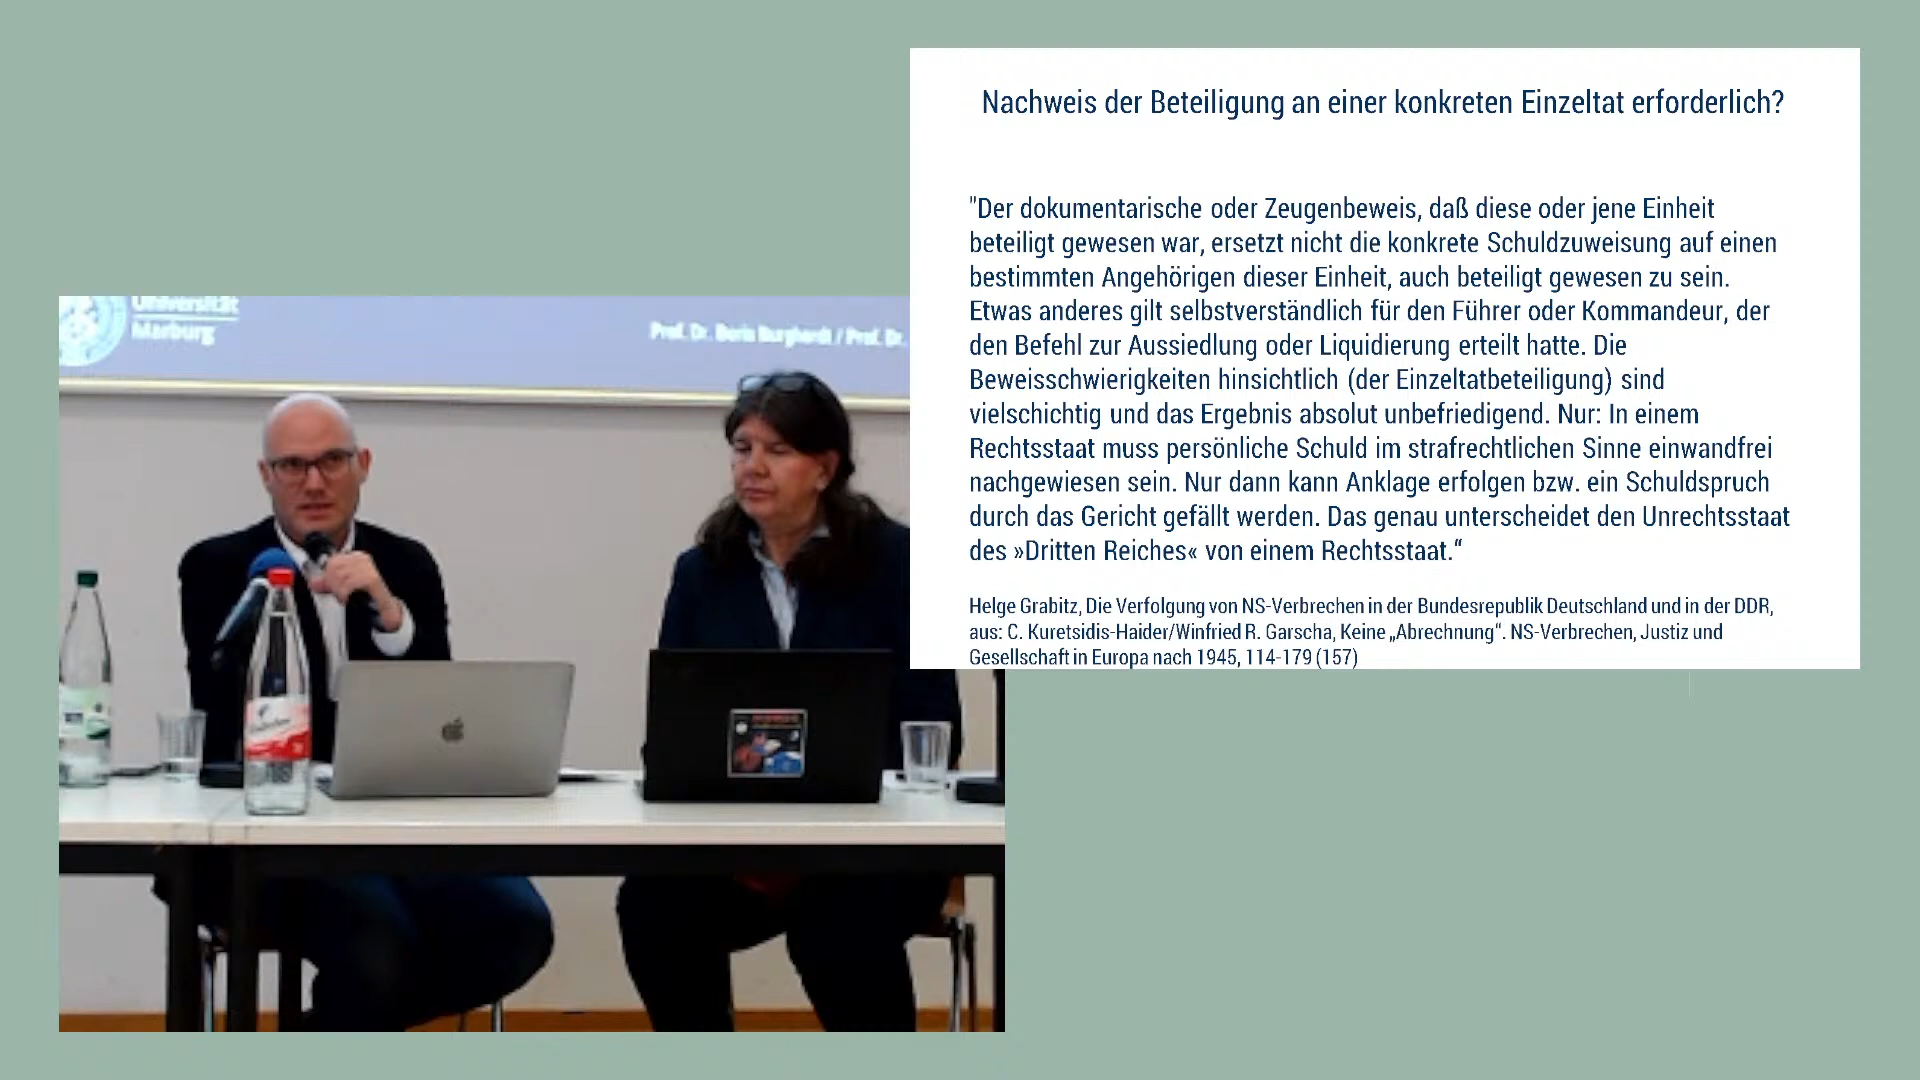 Nachweis der Beteiligung an einer konkreten Einzeltat erforderlich?
"Der dokumentarische oder Zeugenbeweis, daß diese oder jene Einheit
beteiligt gewesen war, ersetzt nicht die konkrete Schuldzuweisung auf einen
bestimmten Angehörigen dieser Einheit, auch beteiligt gewesen zu sein.
Etwas anderes gilt selbstverständlich für den Führer oder Kommandeur, der
den Befehl zur Aussiedlung oder Liquidierung erteilt hatte. Die
Beweisschwierigkeiten hinsichtlich (der Einzeltatbeteiligung) sind
vielschichtig und das Ergebnis absolut unbefriedigend. Nur: In einem
Rechtsstaat muss persönliche Schuld im strafrechtlichen Sinne einwandfrei
nachgewiesen sein. Nur dann kann Anklage erfolgen bzw. ein Schuldspruch
durch das Gericht gefällt werden. Das genau unterscheidet den Unrechtsstaat
des »Dritten Reiches« von einem Rechtsstaat.“
Helge Grabitz, Die Verfolgung von NS-Verbrechen in der Bundesrepublik Deutschland und in der DDR,
aus: C. Kuretsidis-Haider/Winfried R. Garscha, Keine „Abrechnung“. NS-Verbrechen, Justiz und
Gesellschaft in Europa nach 1945, 114-179 (157)
Universität
Marburg
Prof. Dr. Boris Burghardt / Prof. Dr.